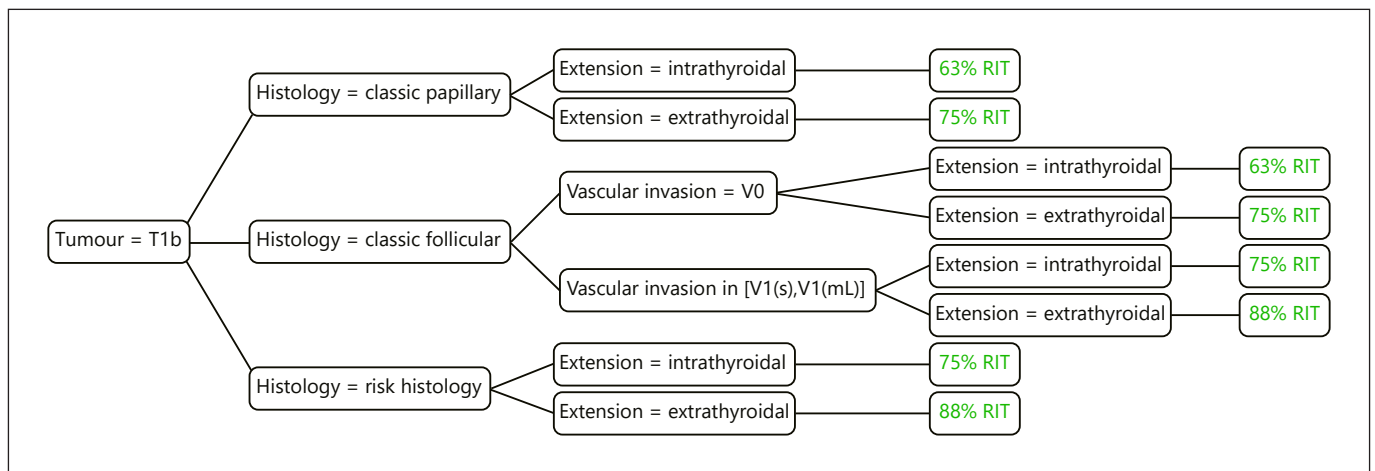 Extension = intrathyroidal
63% RIT
Histology = classic papillary
Extension = extrathyroidal
75% RIT
Extension = intrathyroidal
63% RIT
Vascular invasion = V0
Extension = extrathyroidal
75% RIT
Tumour = T1b
Histology = classic follicular
Extension = intrathyroidal
75% RIT
Vascular invasion in [V1(s),V1(mL)]
Extension = extrathyroidal
88% RIT
Extension = intrathyroidal
75% RIT
Histology = risk histology
Extension = extrathyroidal
88% RIT